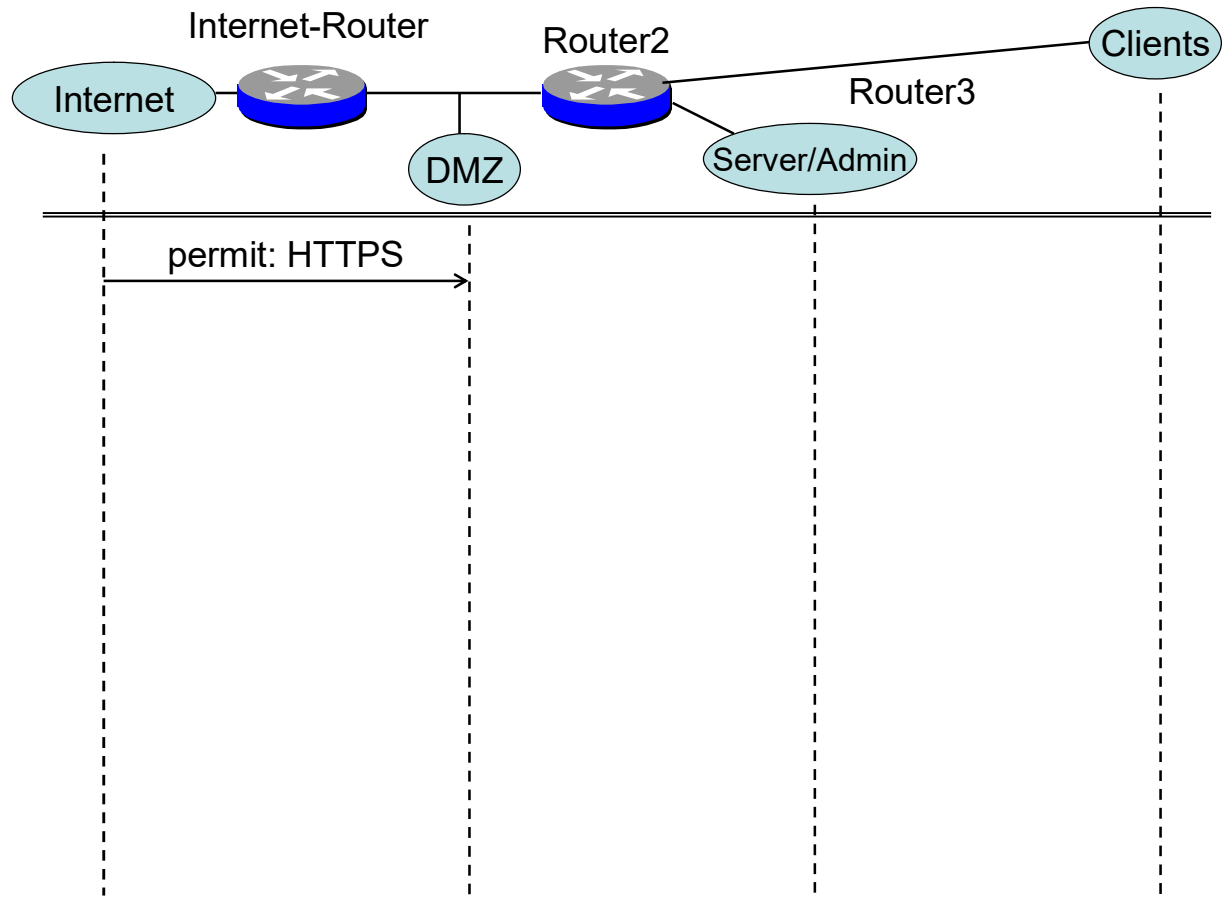 Internet-Router
Router2
Clients
Internet
Router3
DMZ
Server/Admin
permit: HTTPS